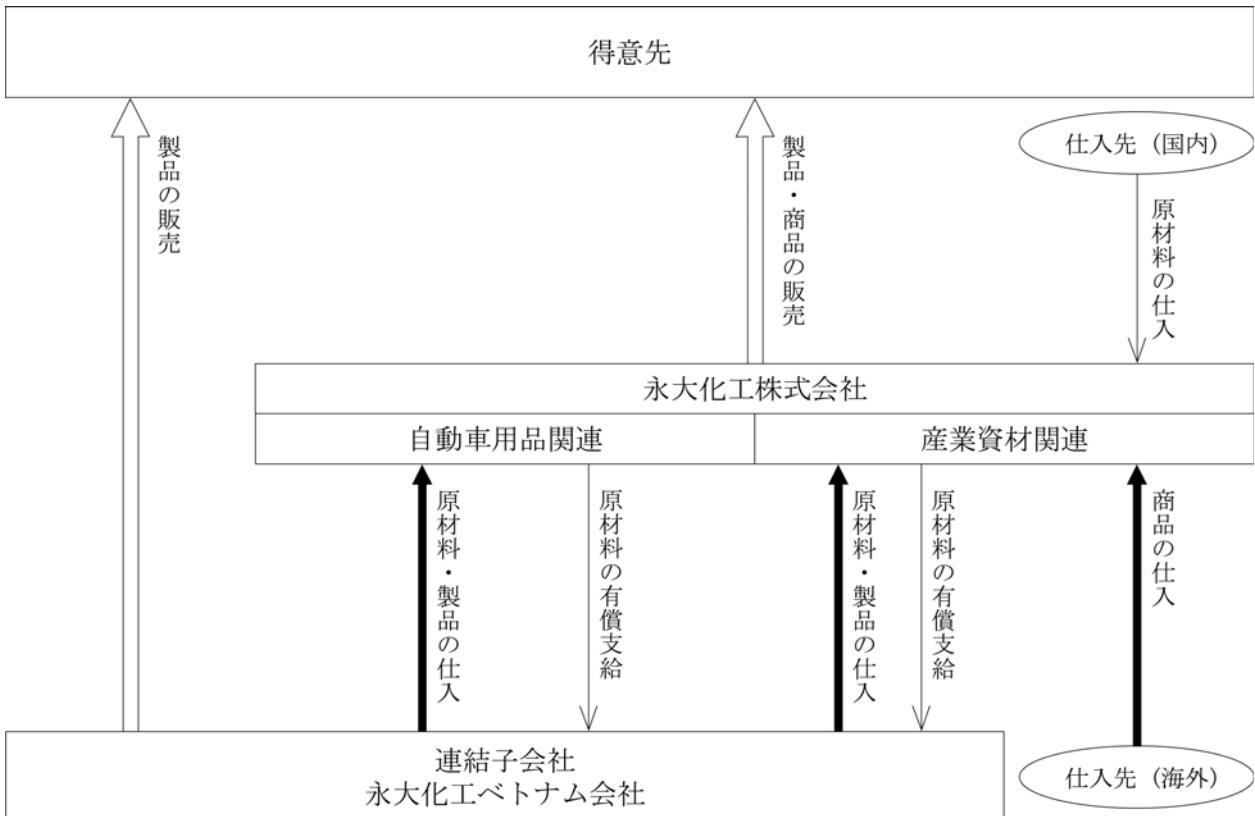 得意先
仕入先（国内）
製品の販売
製品・商品の販売
原材料の仕入
永大化工株式会社
自動車用品関連
産業資材関連
原材料・製品の仕入
原材料の有償支給
原材料・製品の仕入
原材料の有償支給
商品の仕入
連結子会社
永大化工ベトナム会社
仕入先（海外）